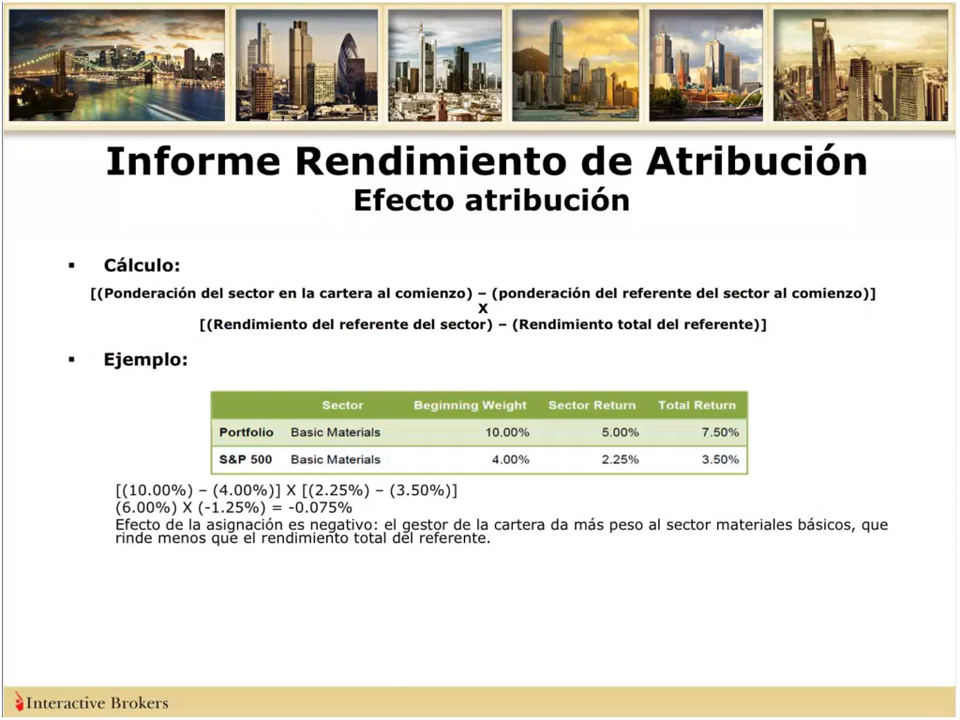 Informe Rendimiento de Atribución
Efecto atribución
▪ Cálculo:
[(Ponderación del sector en la cartera al comienzo) – (ponderación del referente del sector al comienzo)]
X
[(Rendimiento del referente del sector) – (Rendimiento total del referente)]
▪ Ejemplo:
Sector Beginning Weight Sector Return Total Return
Portfolio Basic Materials 10.00% 5.00% 7.50%
S&P 500 Basic Materials 4.00% 2.25% 3.50%
[(10.00%) – (4.00%)] X [(2.25%) – (3.50%)]
(6.00%) X (-1.25%) = -0.075%
Efecto de la asignación es negativo: el gestor de la cartera da más peso al sector materiales básicos, que
rinde menos que el rendimiento total del referente.
Interactive Brokers